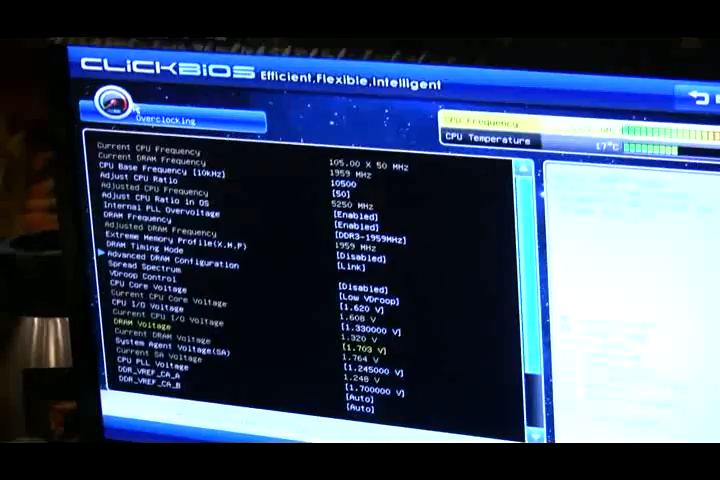 CLICKBIOS Efficient,Flexible,Intelligent
Overclocking
CPU Frequency
CPU Temperature 17°C
Current CPU Frequency 105.00 X 50 MHz
Current DRAM Frequency 1959 MHz
CPU Base Frequency [10kHz] 10500
Adjust CPU Ratio [50]
Adjusted CPU Frequency 5250 MHz
Adjust CPU Ratio in OS [Enabled]
Internal PLL Overvoltage [Enabled]
DRAM Frequency [DDR3-1959MHz]
Adjusted DRAM Frequency 1959 MHz
Extreme Memory Profile(X.M.P) [Disabled]
DRAM Timing Mode [Link]
Advanced DRAM Configuration
Spread Spectrum [Disabled]
VDroop Control [Low VDroop]
CPU Core Voltage [1.620 V]
Current CPU Core Voltage 1.608 V
CPU I/O Voltage [1.330000 V]
Current CPU I/O Voltage 1.320 V
DRAM Voltage [1.703 V]
Current DRAM Voltage 1.764 V
System Agent Voltage(SA) [1.245000 V]
Current SA Voltage 1.248 V
CPU PLL Voltage [1.700000 V]
DDR_VREF_CA_A [Auto]
DDR_VREF_CA_B [Auto]